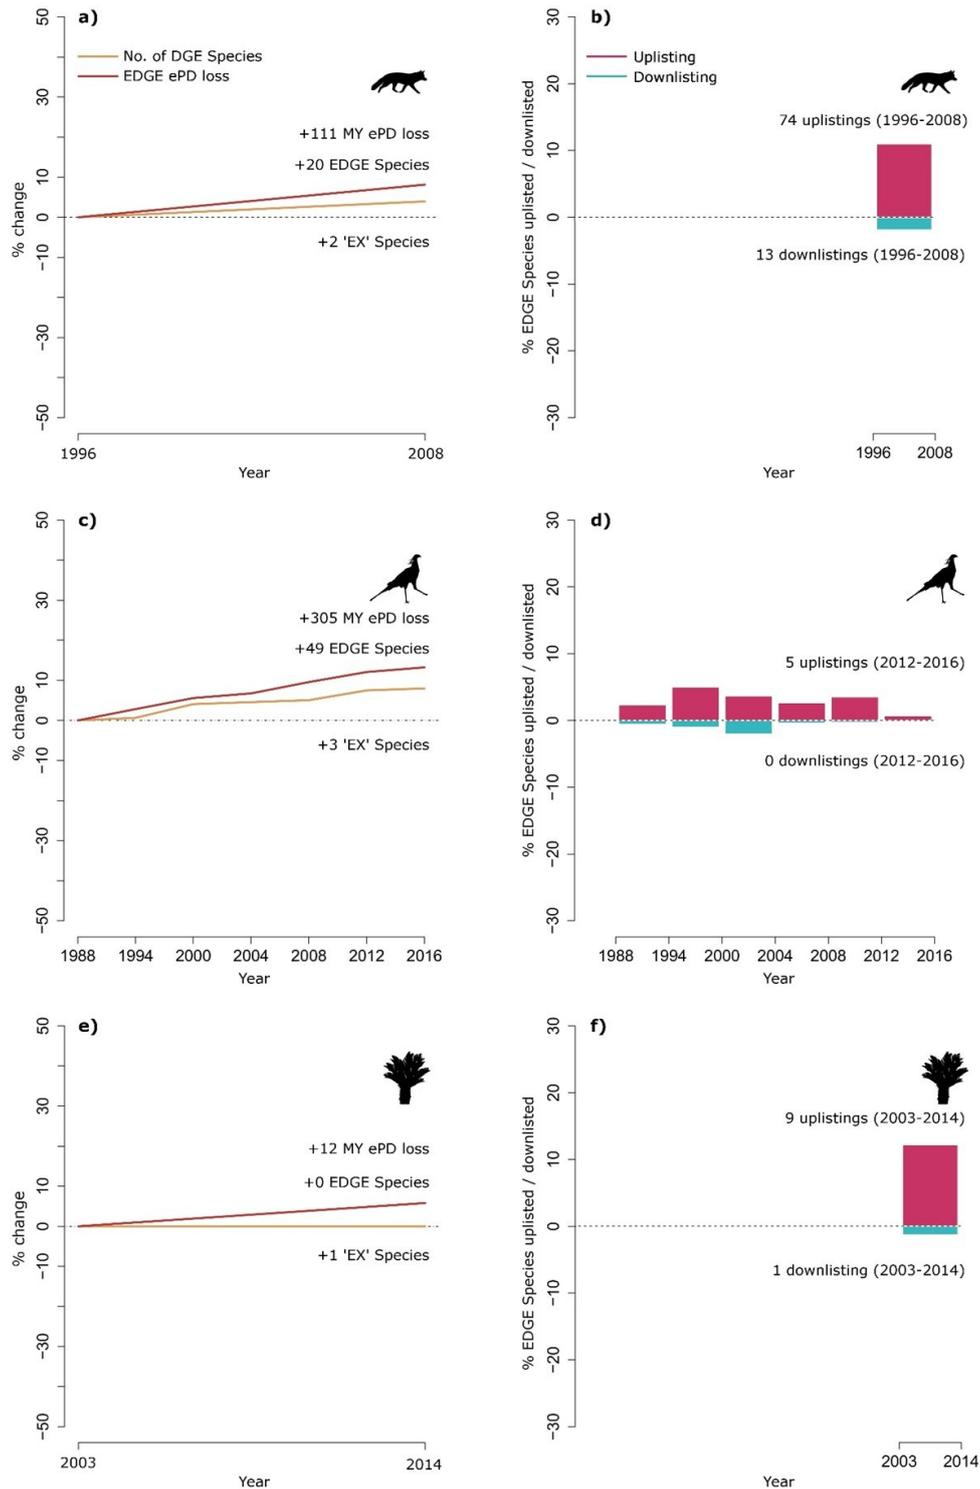 a)
No. of DGE Species
EDGE ePD loss
+111 MY ePD loss
+20 EDGE Species
+2 'EX' Species
% change
50
30
10
0
−10
−30
−50
1996
2008
Year
b)
Uplisting
Downlisting
74 uplistings (1996-2008)
13 downlistings (1996-2008)
% EDGE Species uplisted / downlisted
30
20
10
0
−10
−20
−30
1996
2008
Year
c)
+305 MY ePD loss
+49 EDGE Species
+3 'EX' Species
% change
50
30
10
0
−10
−30
−50
1988
1994
2000
2004
2008
2012
2016
Year
d)
5 uplistings (2012-2016)
0 downlistings (2012-2016)
% EDGE Species uplisted / downlisted
30
20
10
0
−10
−20
−30
1988
1994
2000
2004
2008
2012
2016
Year
e)
+12 MY ePD loss
+0 EDGE Species
+1 'EX' Species
% change
50
30
10
0
−10
−30
−50
2003
2014
Year
f)
9 uplistings (2003-2014)
1 downlisting (2003-2014)
% EDGE Species uplisted / downlisted
30
20
10
0
−10
−20
−30
2003
2014
Year